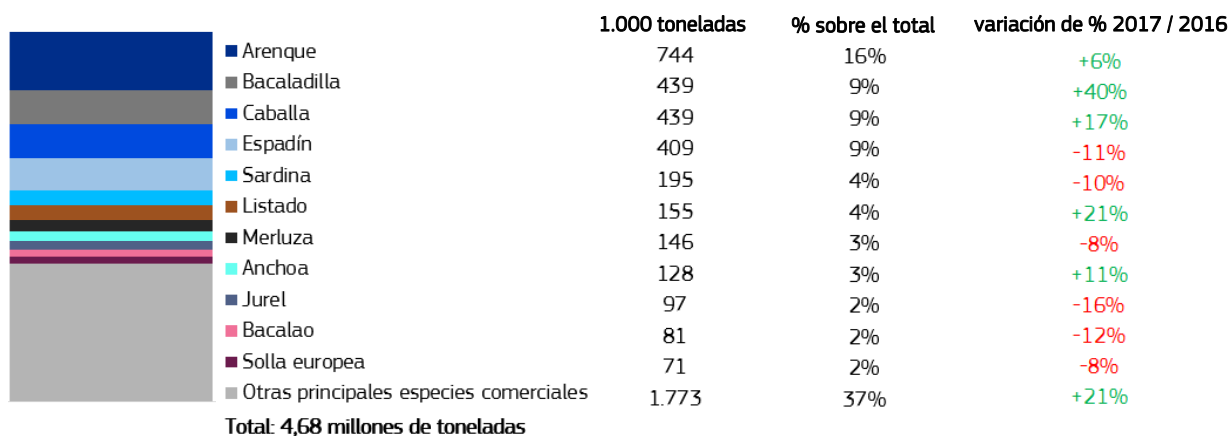 1.000 toneladas % sobre el total variación de % 2017 / 2016
Arenque 744 16% +6%
Bacaladilla 439 9% +40%
Caballa 439 9% +17%
Espadín 409 9% -11%
Sardina 195 4% -10%
Listado 155 4% +21%
Merluza 146 3% -8%
Anchoa 128 3% +11%
Jurel 97 2% -16%
Bacalao 81 2% -12%
Solla europea 71 2% -8%
Otras principales especies comerciales 1.773 37% +21%
Total: 4,68 millones de toneladas